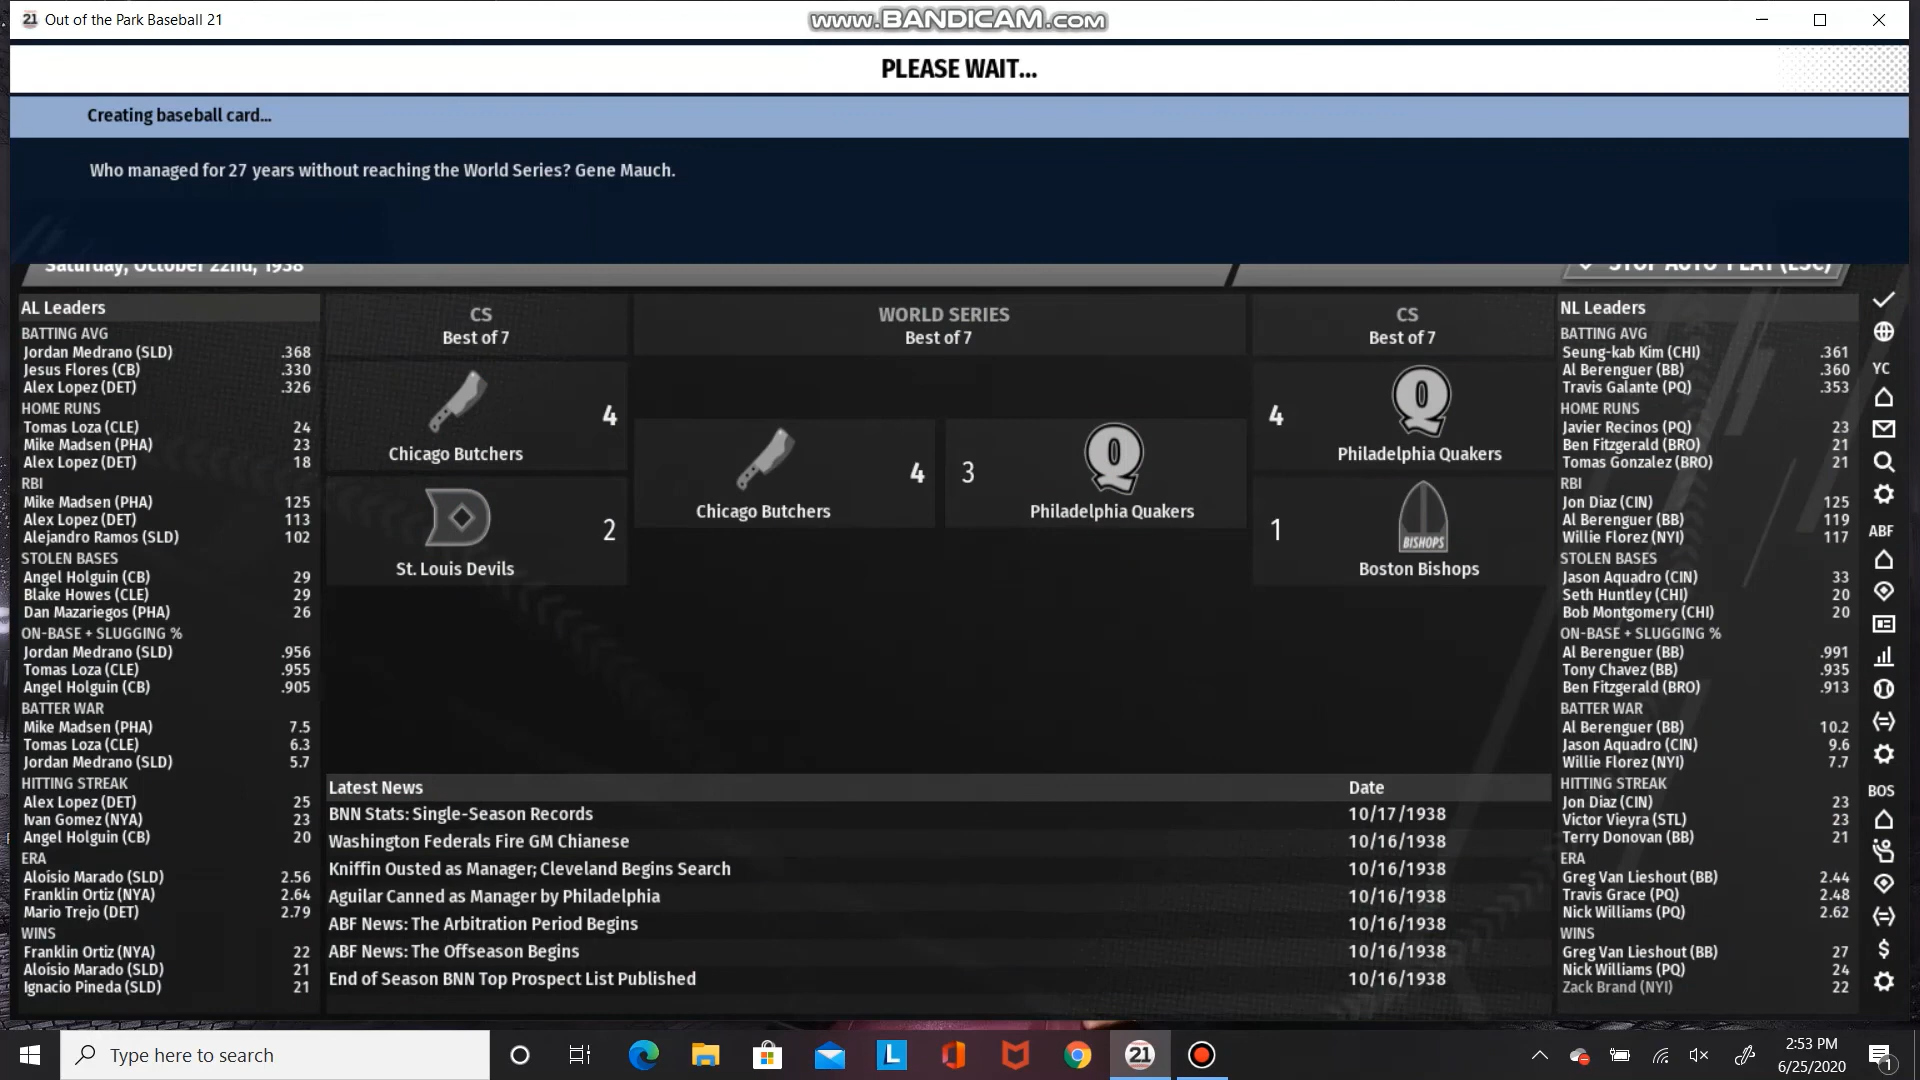 Out of the Park Baseball 21
www.BANDICAM.com
PLEASE WAIT...
Creating baseball card...
Who managed for 27 years without reaching the World Series? Gene Mauch.
Saturday, October 22nd, 1938
STOP AUTO-PLAY (ESC)
AL Leaders
BATTING AVG
Jordan Medrano (SLD) .368
Jesus Flores (CB) .330
Alex Lopez (DET) .326
HOME RUNS
Tomas Loza (CLE) 24
Mike Madsen (PHA) 23
Alex Lopez (DET) 18
RBI
Mike Madsen (PHA) 125
Alex Lopez (DET) 113
Alejandro Ramos (SLD) 102
STOLEN BASES
Angel Holguin (CB) 29
Blake Howes (CLE) 29
Dan Mazariegos (PHA) 26
ON-BASE + SLUGGING %
Jordan Medrano (SLD) .956
Tomas Loza (CLE) .955
Angel Holguin (CB) .905
BATTER WAR
Mike Madsen (PHA) 7.5
Tomas Loza (CLE) 6.3
Jordan Medrano (SLD) 5.7
HITTING STREAK
Alex Lopez (DET) 25
Ivan Gomez (NYA) 23
Angel Holguin (CB) 20
ERA
Aloísio Marado (SLD) 2.56
Franklin Ortiz (NYA) 2.64
Mario Trejo (DET) 2.79
WINS
Franklin Ortiz (NYA) 22
Aloísio Marado (SLD) 21
Ignacio Pineda (SLD) 21
CS
Best of 7
Chicago Butchers 4
St. Louis Devils 2
WORLD SERIES
Best of 7
Chicago Butchers 4
3 Philadelphia Quakers
CS
Best of 7
4 Philadelphia Quakers
BISHOPS
1 Boston Bishops
Latest News Date
BNN Stats: Single-Season Records 10/17/1938
Washington Federals Fire GM Chianese 10/16/1938
Kniffin Ousted as Manager; Cleveland Begins Search 10/16/1938
Aguilar Canned as Manager by Philadelphia 10/16/1938
ABF News: The Arbitration Period Begins 10/16/1938
ABF News: The Offseason Begins 10/16/1938
End of Season BNN Top Prospect List Published 10/16/1938
NL Leaders
BATTING AVG
Seung-kab Kim (CHI) .361
Al Berenguer (BB) .360
Travis Galante (PQ) .353
HOME RUNS
Javier Recinos (PQ) 23
Ben Fitzgerald (BRO) 21
Tomas Gonzalez (BRO) 21
RBI
Jon Diaz (CIN) 125
Al Berenguer (BB) 119
Willie Florez (NYI) 117
STOLEN BASES
Jason Aquadro (CIN) 33
Seth Huntley (CHI) 20
Bob Montgomery (CHI) 20
ON-BASE + SLUGGING %
Al Berenguer (BB) .991
Tony Chavez (BB) .935
Ben Fitzgerald (BRO) .913
BATTER WAR
Al Berenguer (BB) 10.2
Jason Aquadro (CIN) 9.6
Willie Florez (NYI) 7.7
HITTING STREAK
Jon Diaz (CIN) 23
Victor Vieyra (STL) 23
Terry Donovan (BB) 21
ERA
Greg Van Lieshout (BB) 2.44
Travis Grace (PQ) 2.48
Nick Williams (PQ) 2.62
WINS
Greg Van Lieshout (BB) 27
Nick Williams (PQ) 24
Zack Brand (NYI) 22
YC
ABF
BOS
Type here to search
2:53 PM
6/25/2020
1